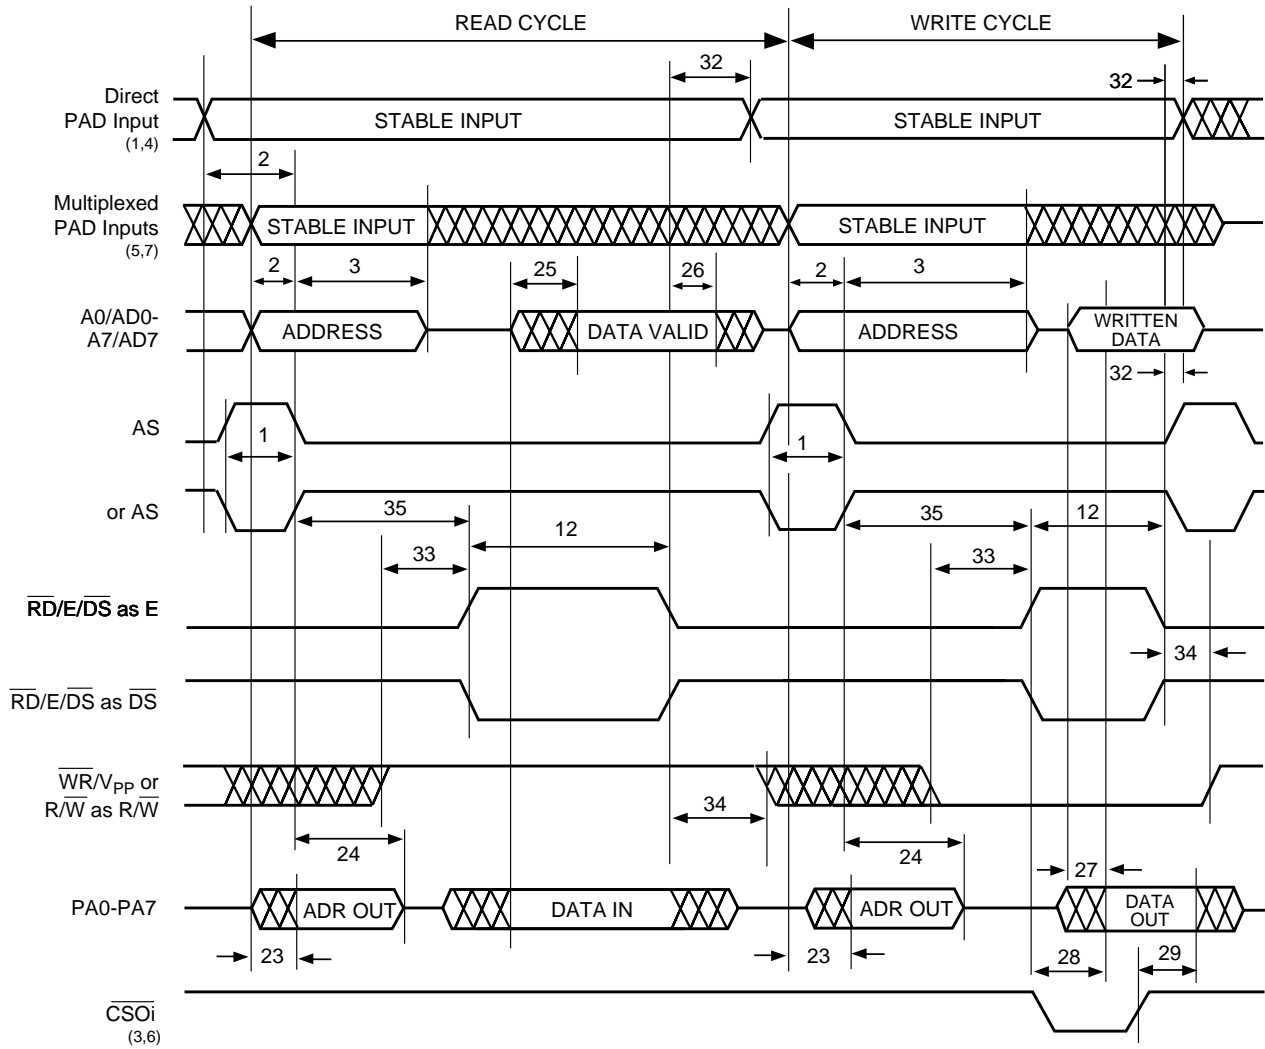 READ CYCLE
WRITE CYCLE
32
32
Direct
PAD Input
(1,4)
STABLE INPUT
STABLE INPUT
2
Multiplexed
PAD Inputs
(5,7)
STABLE INPUT
STABLE INPUT
2
3
25
26
2
3
A0/AD0-
A7/AD7
ADDRESS
DATA VALID
ADDRESS
WRITTEN
DATA
32
AS
1
1
or AS
35
12
35
12
33
33
RD/E/DS as E
34
RD/E/DS as DS
WR/VPP or
R/W as R/W
34
24
24
27
PA0-PA7
ADR OUT
DATA IN
ADR OUT
DATA
OUT
23
23
28
29
CSOi
(3,6)